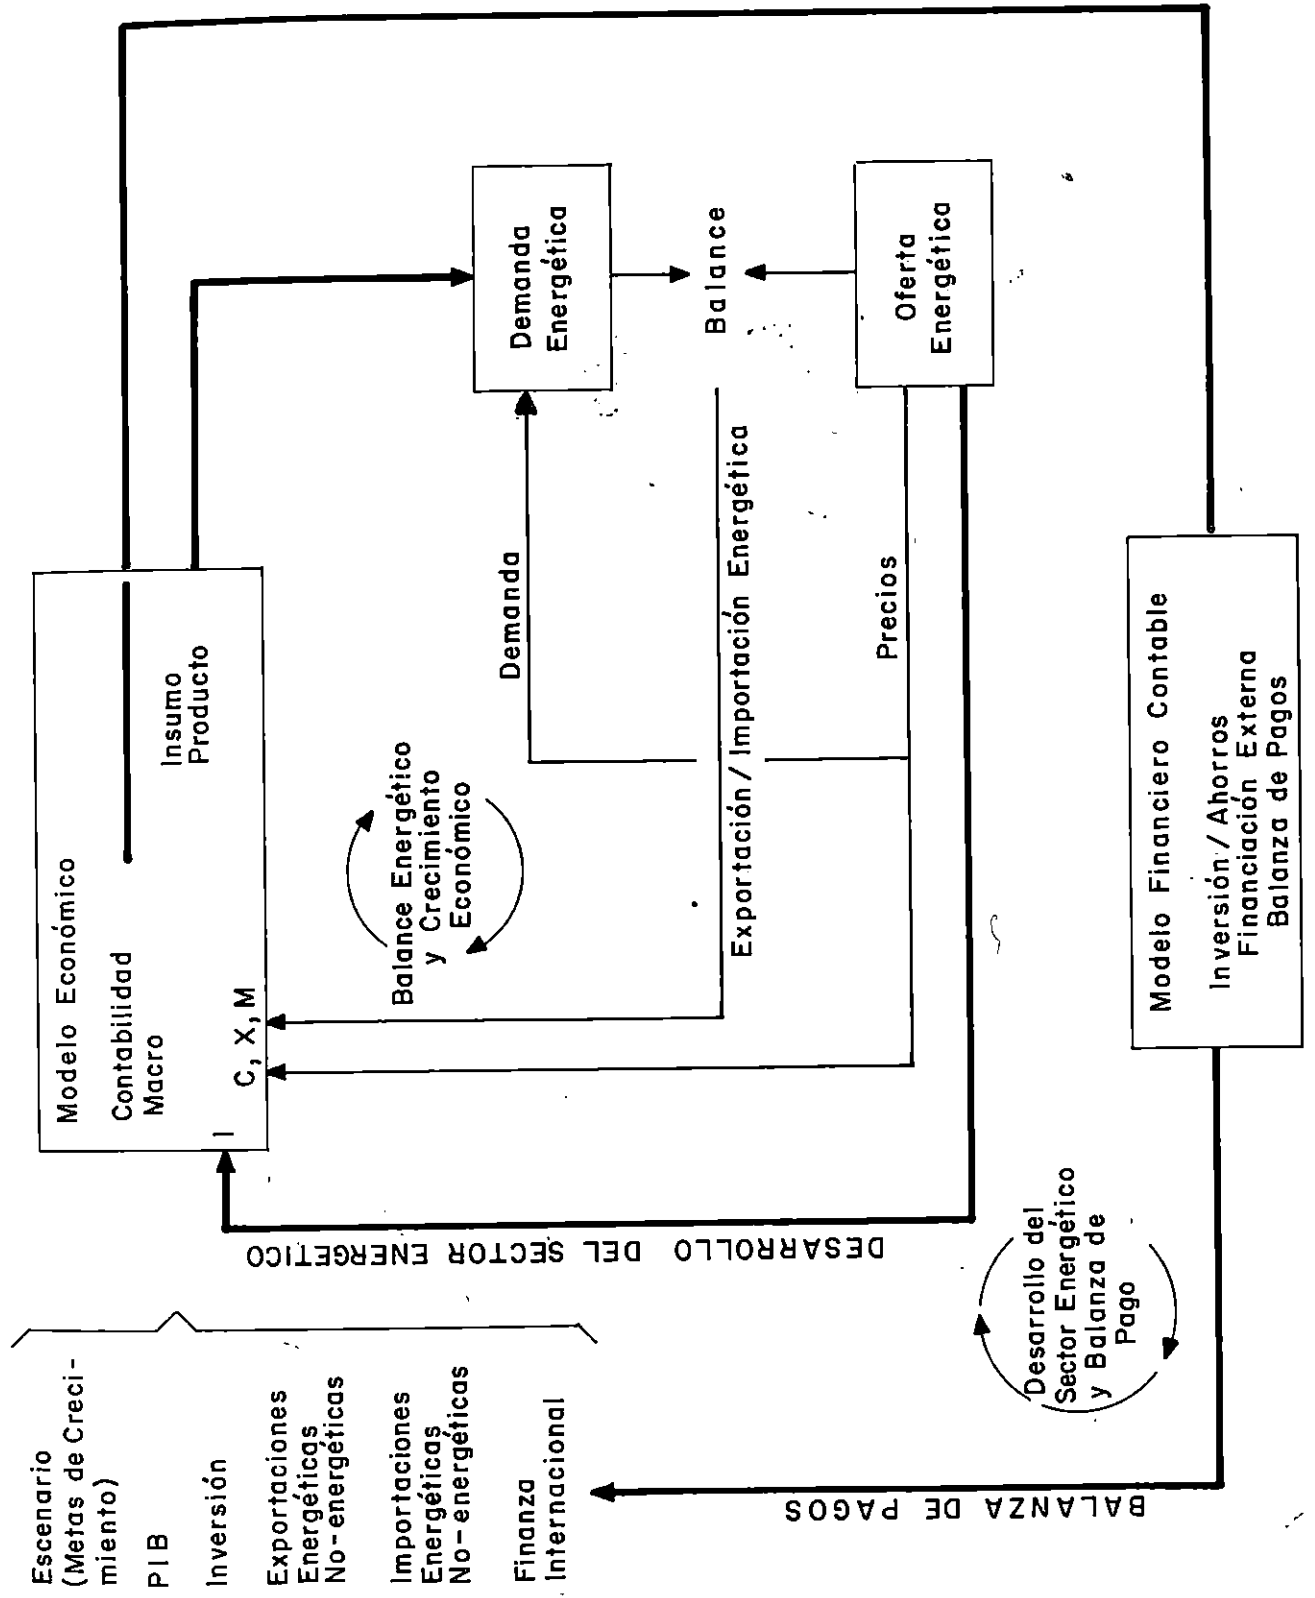 Escenario
(Metas de Creci-
miento)
PIB
Inversión
Exportaciones
Energéticas
No-energéticas
Importaciones
Energéticas
No-energéticas
Finanza
Internacional
Modelo Económico
Contabilidad
Macro
I
C, X, M
Insumo
Producto
Balance Energético
y Crecimiento
Económico
Demanda
Demanda
Energética
Balance
Exportación/Importación Energética
Precios
Oferta
Energética
DESARROLLO DEL SECTOR ENERGETICO
Desarrollo del
Sector Energético
y Balanza de
Pago
BALANZA DE PAGOS
Modelo Financiero Contable
Inversión/Ahorros
Financiación Externa
Balanza de Pagos